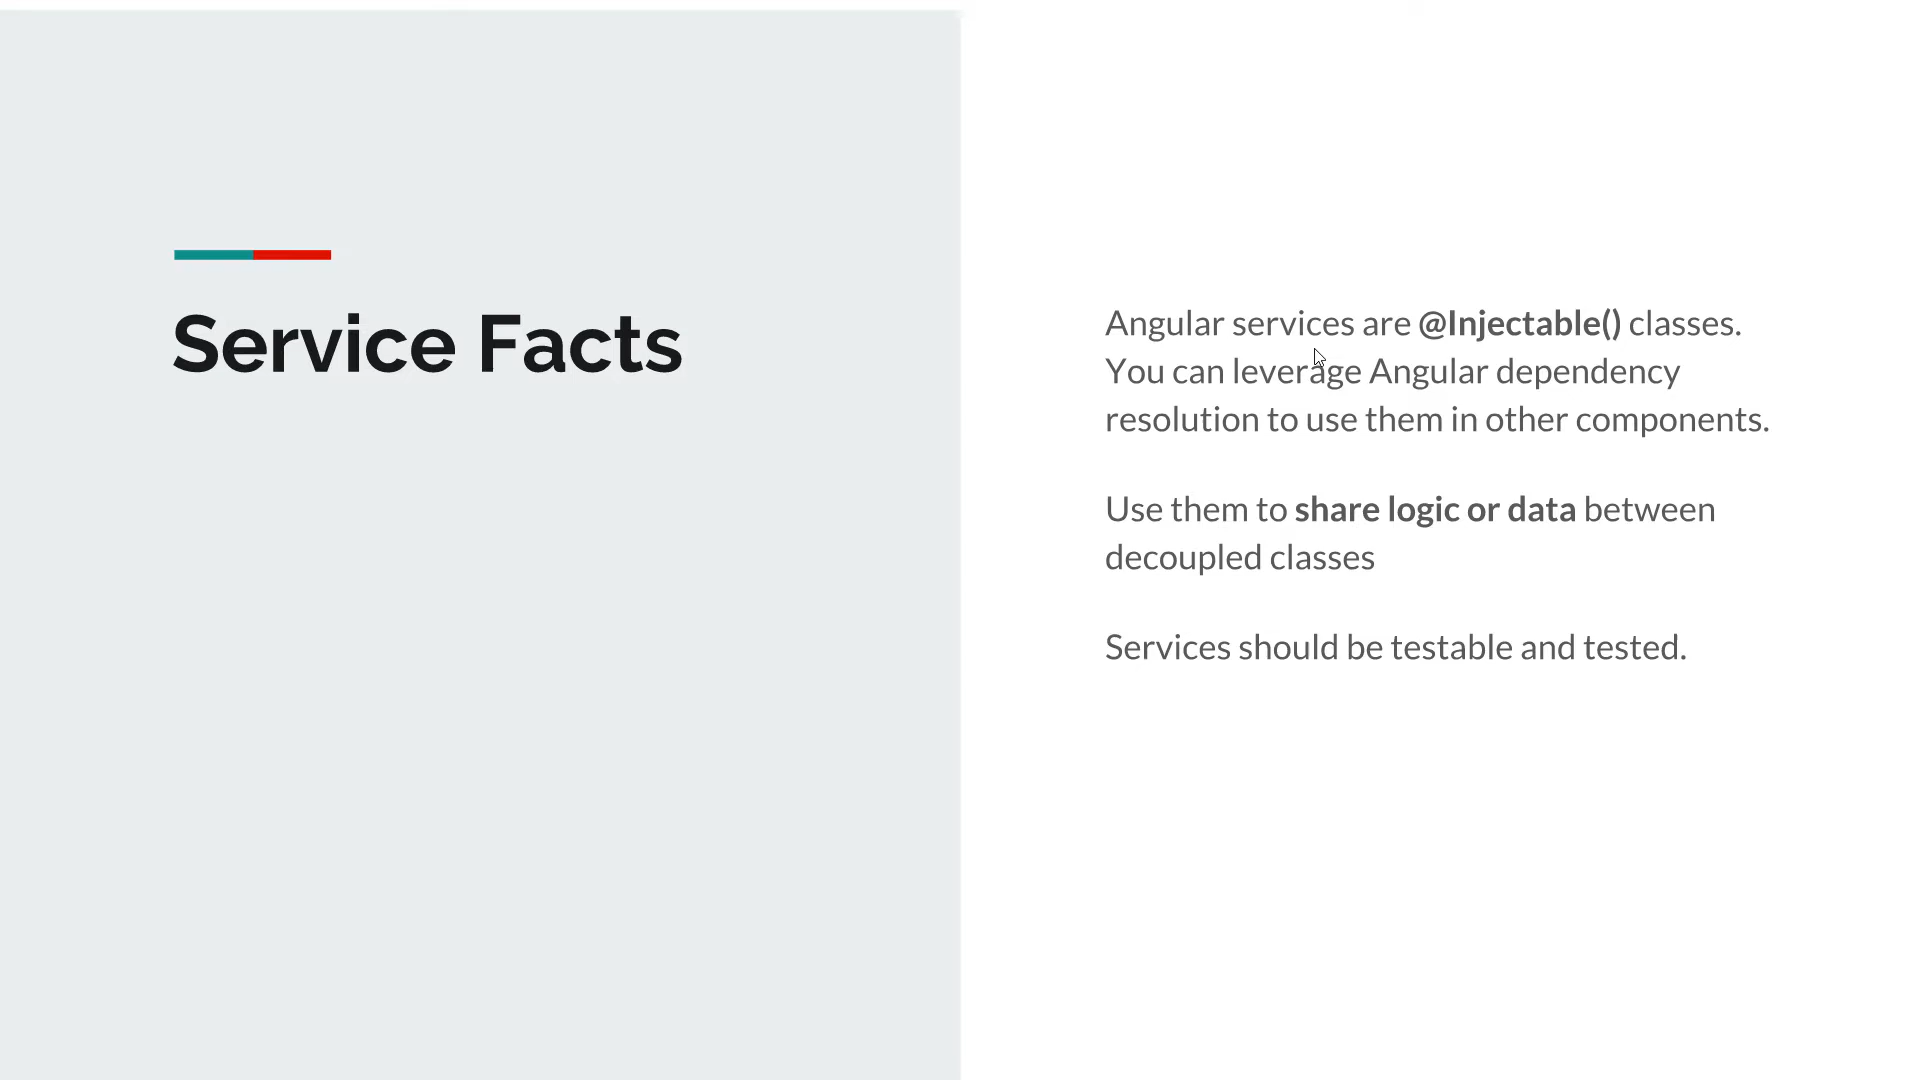 Service Facts
Angular services are @Injectable() classes.
You can leverage Angular dependency
resolution to use them in other components.
Use them to share logic or data between
decoupled classes
Services should be testable and tested.